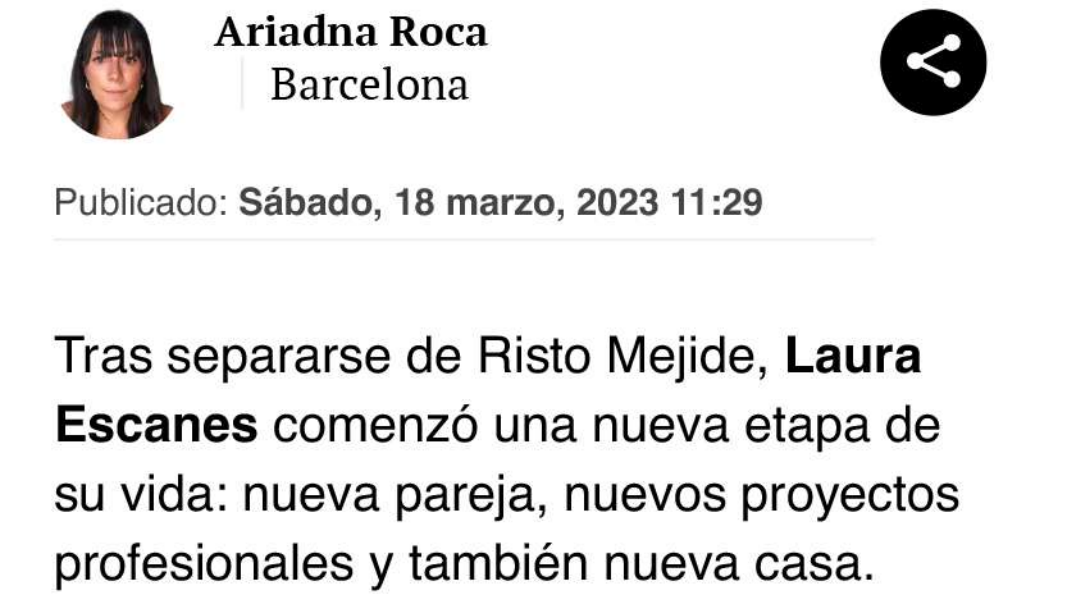 Ariadna Roca
Barcelona
Publicado: Sábado, 18 marzo, 2023 11:29
Tras separarse de Risto Mejide, Laura
Escanes comenzó una nueva etapa de
su vida: nueva pareja, nuevos proyectos
profesionales y también nueva casa.